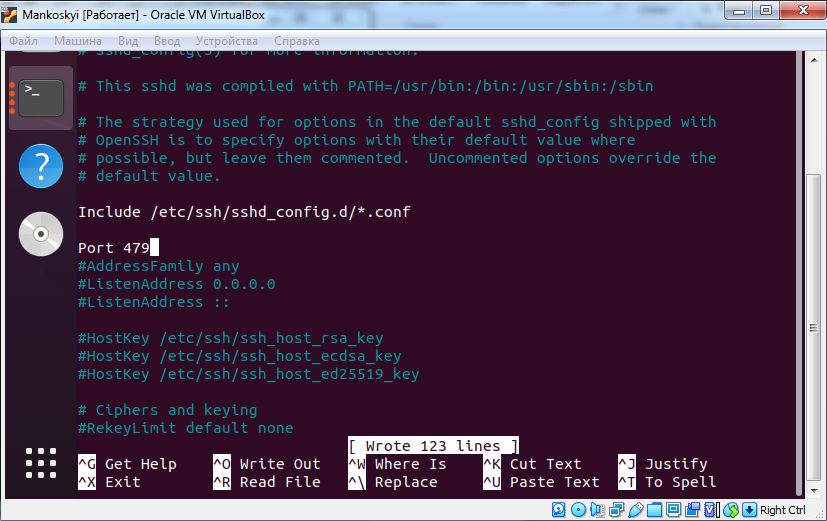 Mankoskyi [Работает] - Oracle VM VirtualBox
Файл Машина Вид Ввод Устройства Справка
# sshd_config(5) for more information.
# This sshd was compiled with PATH=/usr/bin:/bin:/usr/sbin:/sbin
# The strategy used for options in the default sshd_config shipped with
# OpenSSH is to specify options with their default value where
# possible, but leave them commented.  Uncommented options override the
# default value.
Include /etc/ssh/sshd_config.d/*.conf
Port 479
#AddressFamily any
#ListenAddress 0.0.0.0
#ListenAddress ::
#HostKey /etc/ssh/ssh_host_rsa_key
#HostKey /etc/ssh/ssh_host_ecdsa_key
#HostKey /etc/ssh/ssh_host_ed25519_key
# Ciphers and keying
#RekeyLimit default none
[ Wrote 123 lines ]
^G Get Help ^O Write Out ^W Where Is ^K Cut Text ^J Justify
^X Exit ^R Read File ^\ Replace ^U Paste Text ^T To Spell
Right Ctrl